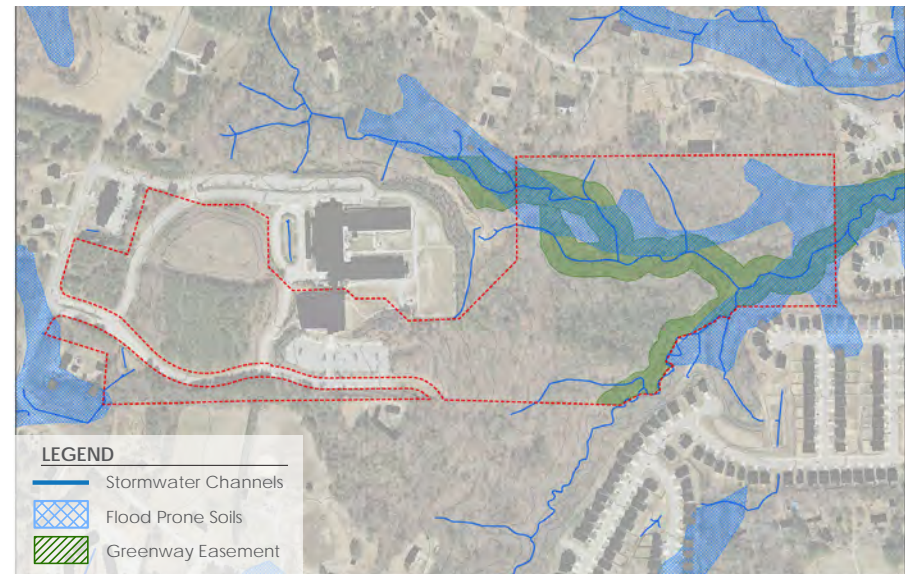 LEGEND
Stormwater Channels
Flood Prone Soils
Greenway Easement